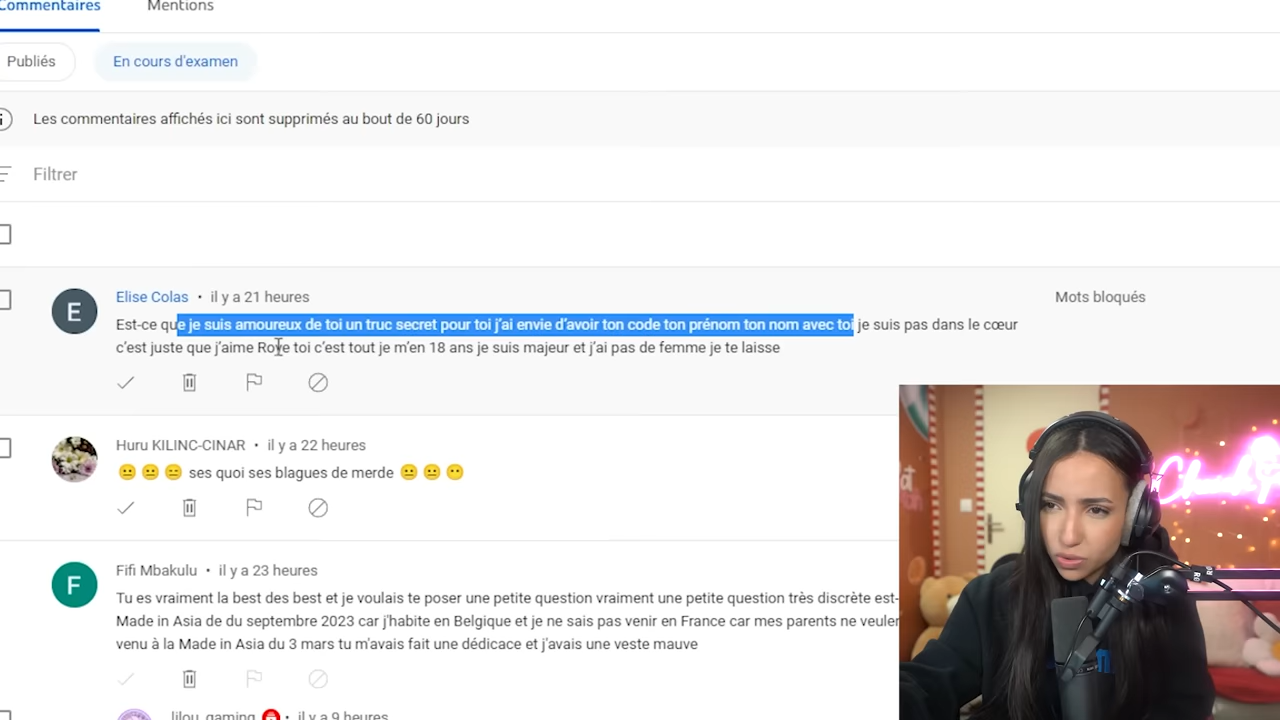 Commentaires Mentions
Publiés En cours d'examen
Les commentaires affichés ici sont supprimés au bout de 60 jours
Filtrer
Elise Colas • il y a 21 heures Mots bloqués
E
Est-ce que je suis amoureux de toi un truc secret pour toi j'ai envie d'avoir ton code ton prénom ton nom avec toi je suis pas dans le cœur
c'est juste que j'aime Rove toi c'est tout je m'en 18 ans je suis majeur et j'ai pas de femme je te laisse
Huru KILINC-CINAR • il y a 22 heures
😐 😐 😑 ses quoi ses blagues de merde 😐 😐 😶
Fifi Mbakulu • il y a 23 heures
F
Tu es vraiment la best des best et je voulais te poser une petite question vraiment une petite question très discrète est-
Made in Asia de du septembre 2023 car j'habite en Belgique et je ne sais pas venir en France car mes parents ne veulen
venu à la Made in Asia du 3 mars tu m'avais fait une dédicace et j'avais une veste mauve
lilou_gaming • il y a 9 heures